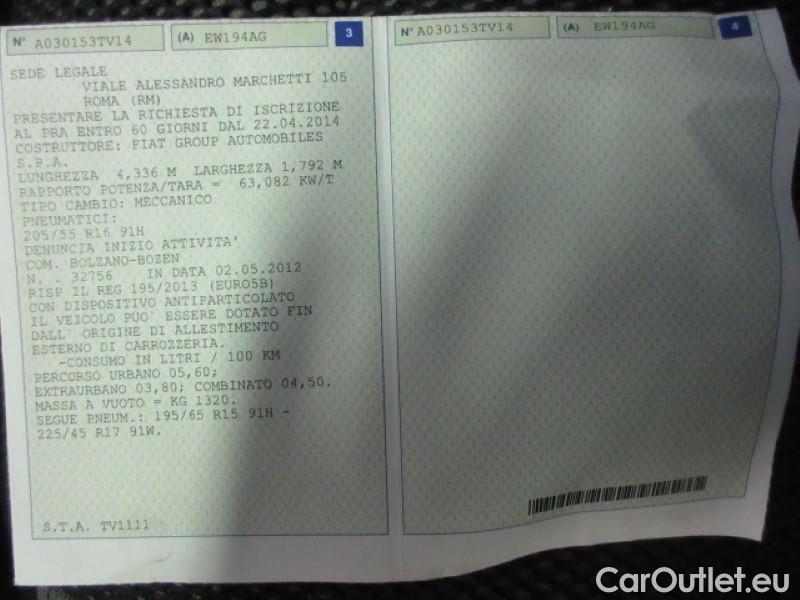 N° A030153TV14
(A) EW194AG
3
SEDE LEGALE
VIALE ALESSANDRO MARCHETTI 105
ROMA (RM)
PRESENTARE LA RICHIESTA DI ISCRIZIONE
AL PRA ENTRO 60 GIORNI DAL 22.04.2014
COSTRUTTORE: FIAT GROUP AUTOMOBILES
S.P.A.
LUNGHEZZA 4,336 M LARGHEZZA 1,792 M
RAPPORTO POTENZA/TARA = 63,082 KW/T
TIPO CAMBIO: MECCANICO
PNEUMATICI:
205/55 R16 91H
DENUNCIA INIZIO ATTIVITA'
COM. BOLZANO-BOZEN
N. . 32756 IN DATA 02.05.2012
RISP IL REG 195/2013 (EURO5B)
CON DISPOSITIVO ANTIPARTICOLATO
IL VEICOLO PUO` ESSERE DOTATO FIN
DALL` ORIGINE DI ALLESTIMENTO
ESTERNO DI CARROZZERIA.
-CONSUMO IN LITRI / 100 KM
PERCORSO URBANO 05,60;
EXTRAURBANO 03,80; COMBINATO 04,50.
MASSA A VUOTO = KG 1320.
SEGUE PNEUM.: 195/65 R15 91H -
225/45 R17 91W.
S.T.A. TV1111
N° A030153TV14
(A) EW194AG
4
CarOutlet.eu